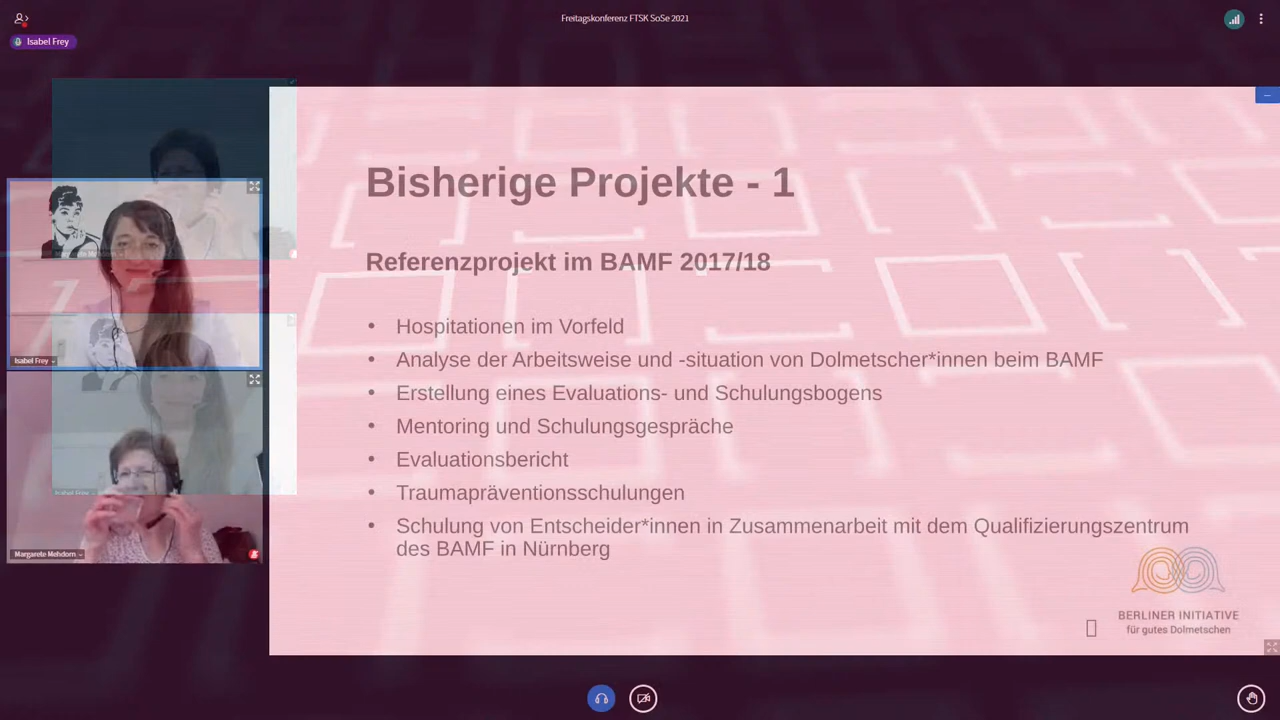 Freitagskonferenz FTSK SoSe 2021
Isabel Frey
Bisherige Projekte - 1
Referenzprojekt im BAMF 2017/18
• Hospitationen im Vorfeld
• Analyse der Arbeitsweise und -situation von Dolmetscher*innen beim BAMF
• Erstellung eines Evaluations- und Schulungsbogens
• Mentoring und Schulungsgespräche
• Evaluationsbericht
• Traumapräventionsschulungen
• Schulung von Entscheider*innen in Zusammenarbeit mit dem Qualifizierungszentrum
des BAMF in Nürnberg
Isabel Frey
Isabel Frey
Margarete Mehdorn
BERLINER INITIATIVE
für gutes Dolmetschen